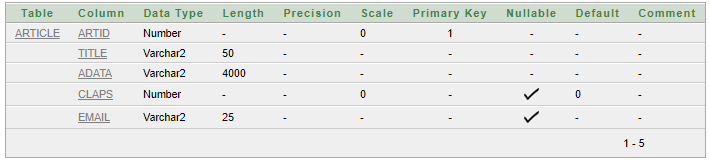 Table Column Data Type Length Precision Scale Primary Key Nullable Default Comment
ARTICLE ARTID Number - - 0 1 - - -
TITLE Varchar2 50 - - - - - -
ADATA Varchar2 4000 - - - - - -
CLAPS Number - - 0 - ✓ 0 -
EMAIL Varchar2 25 - - - ✓ - -
1 - 5